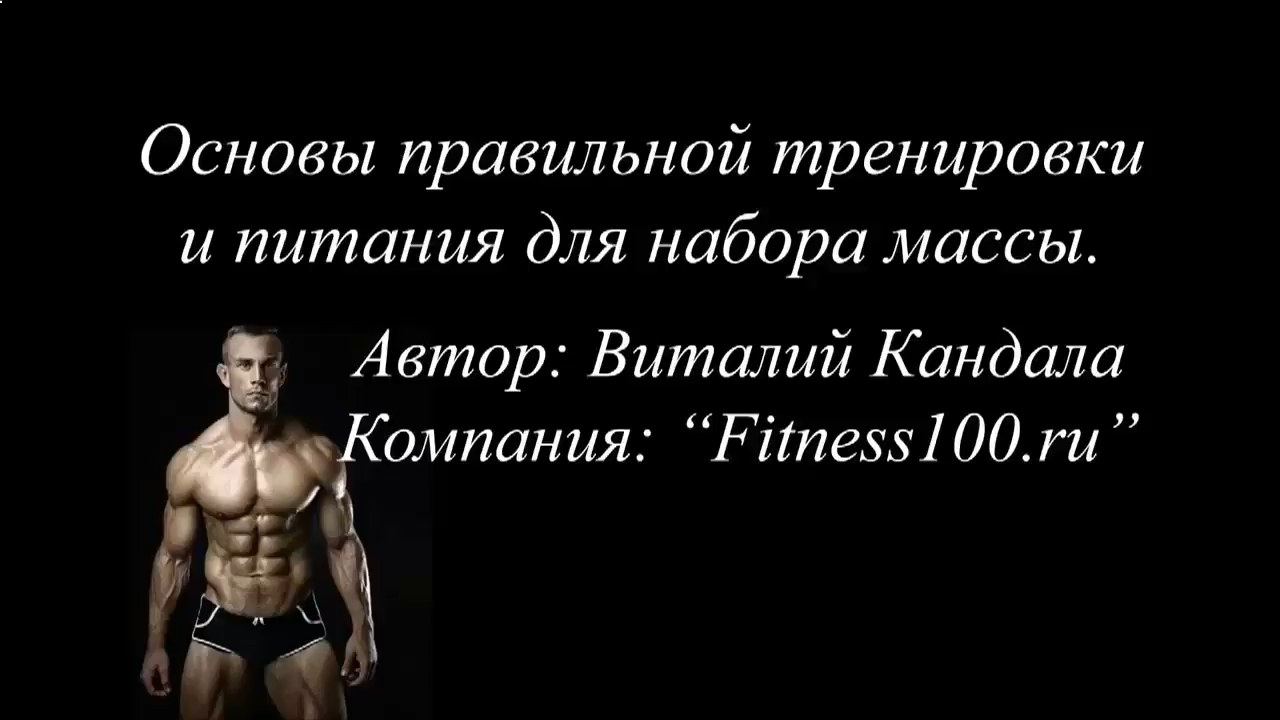 Основы правильной тренировки
и питания для набора массы.
Автор: Виталий Кандала
Компания: “Fitness100.ru”